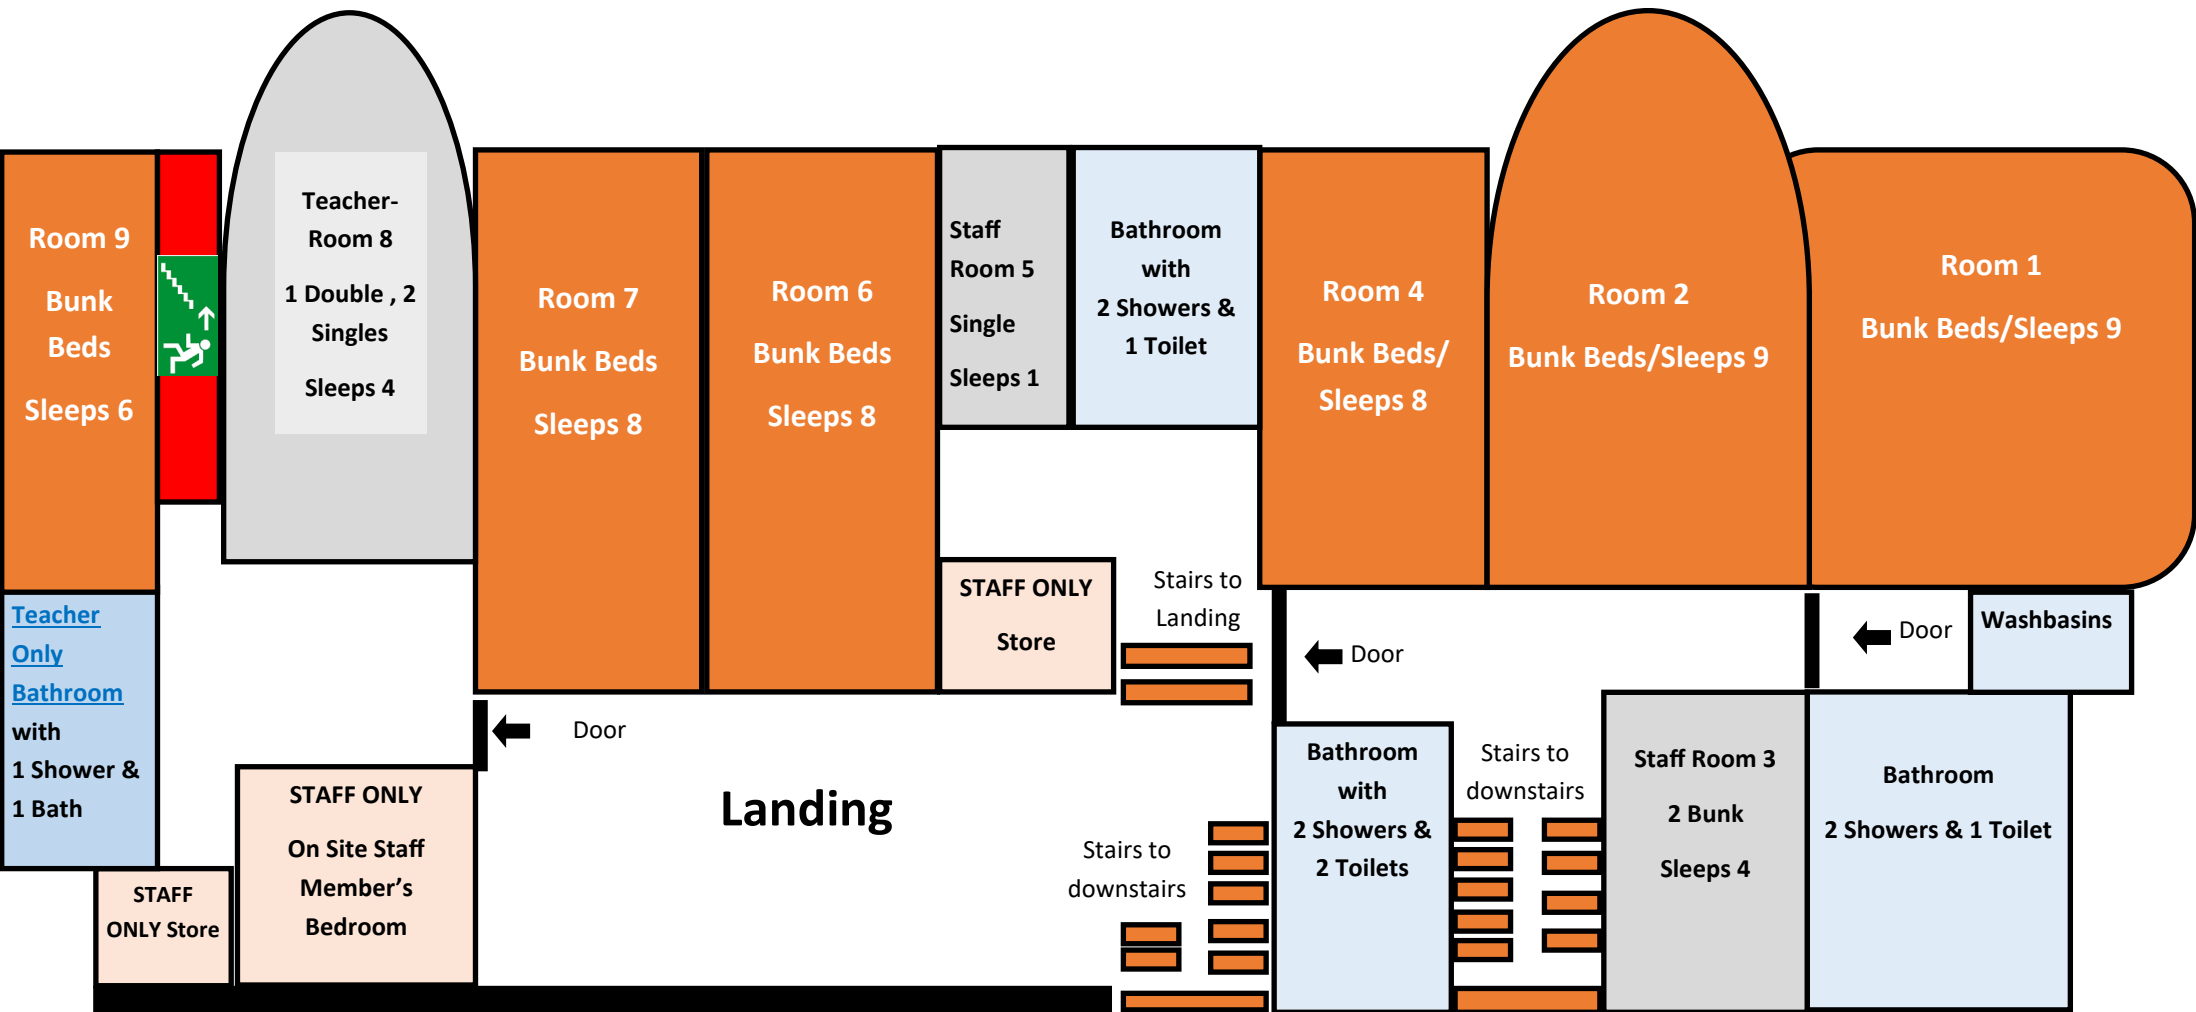 Room 9
Bunk
Beds
Sleeps 6
Teacher-
Room 8
1 Double , 2
Singles
Sleeps 4
Room 7
Bunk Beds
Sleeps 8
Room 6
Bunk Beds
Sleeps 8
Staff
Room 5
Single
Sleeps 1
Bathroom
with
2 Showers &
1 Toilet
Room 4
Bunk Beds/
Sleeps 8
Room 2
Bunk Beds/Sleeps 9
Room 1
Bunk Beds/Sleeps 9
Teacher
Only
Bathroom
with
1 Shower &
1 Bath
STAFF ONLY
Store
Stairs to
Landing
Door
Door
Washbasins
Door
STAFF
ONLY Store
STAFF ONLY
On Site Staff
Member’s
Bedroom
Landing
Stairs to
downstairs
Bathroom
with
2 Showers &
2 Toilets
Stairs to
downstairs
Staff Room 3
2 Bunk
Sleeps 4
Bathroom
2 Showers & 1 Toilet